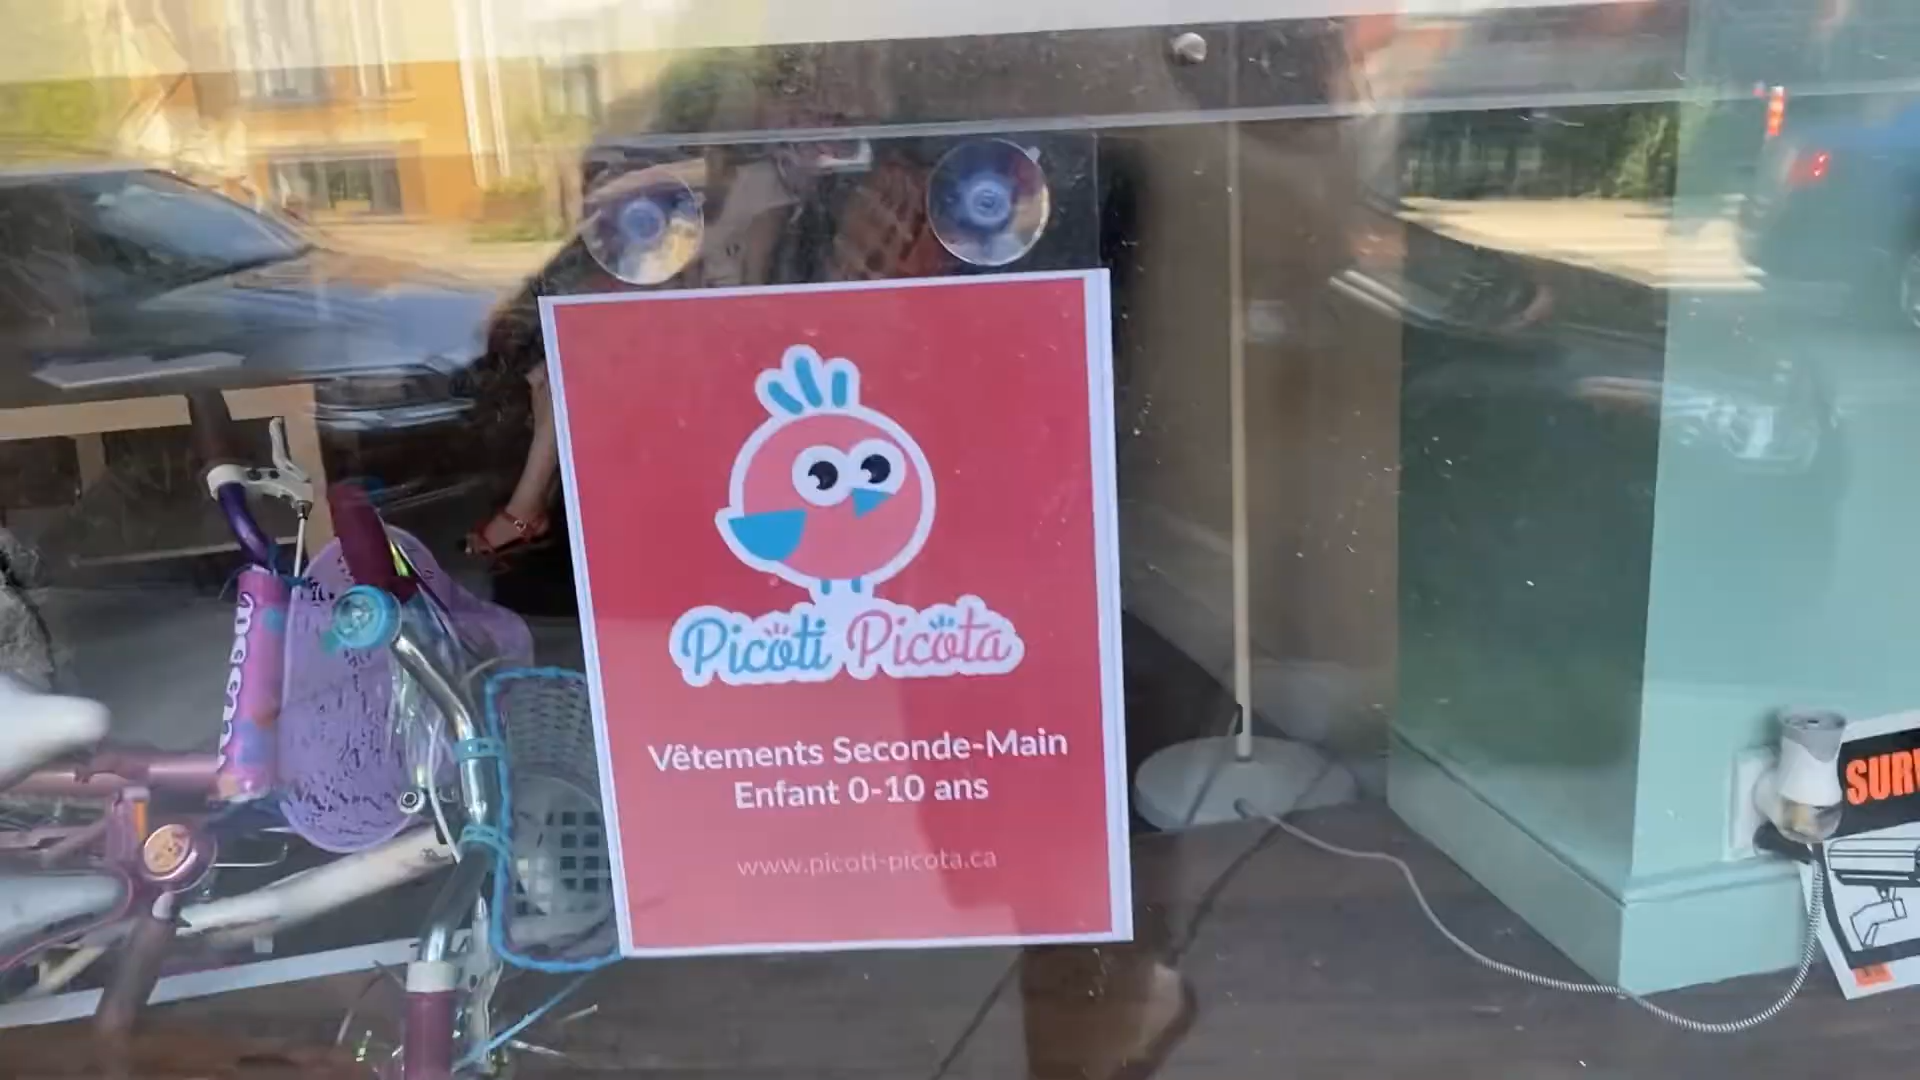 Picoti Picota
Vêtements Seconde-Main
Enfant 0-10 ans
www.picoti-picota.ca
SURV